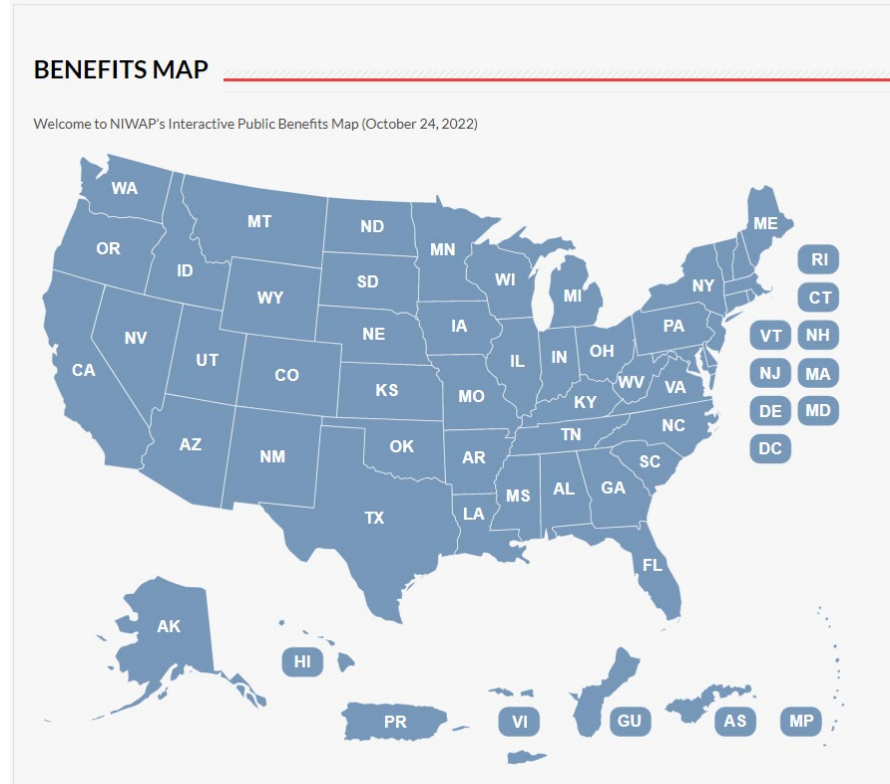 BENEFITS MAP
Welcome to NIWAP's Interactive Public Benefits Map (October 24, 2022)
WA
MT
ND
MN
ME
OR
ID
WY
SD
WI
MI
NY
RI
CT
NV
UT
CO
NE
IA
IL
IN
OH
PA
VT
NH
CA
KS
MO
KY
WV
VA
NJ
MA
AZ
NM
OK
AR
TN
NC
DE
MD
TX
LA
MS
AL
GA
SC
DC
FL
AK
HI
PR
VI
GU
AS
MP